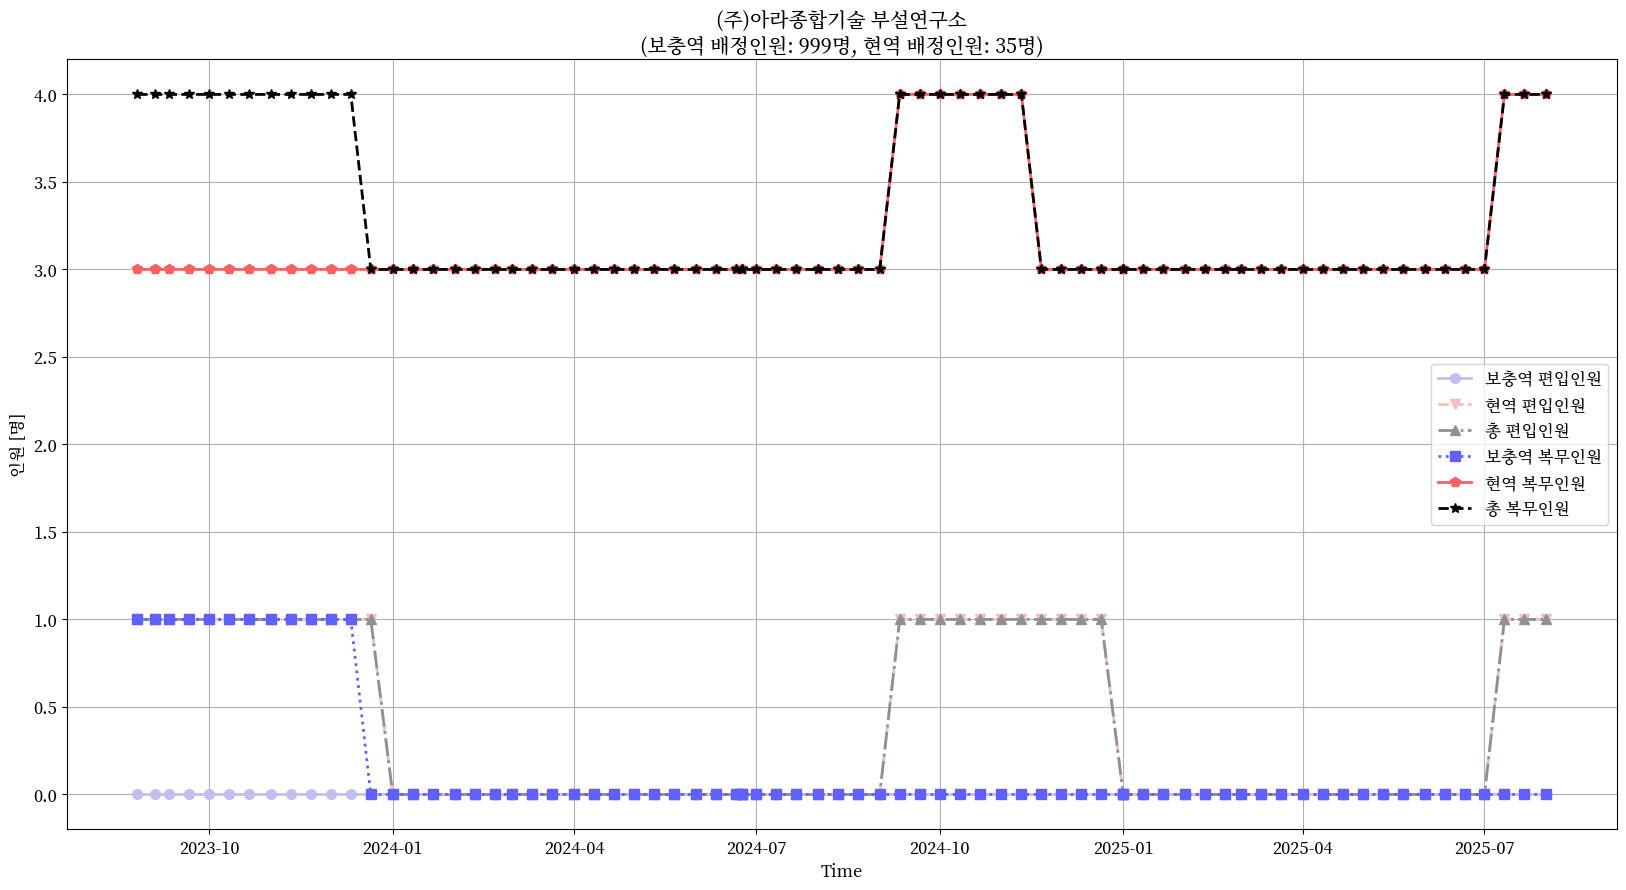 (주)아라종합기술 부설연구소
(보충역 배정인원: 999명, 현역 배정인원: 35명)
인원 [명]
4.0
3.5
3.0
2.5
2.0
1.5
1.0
0.5
0.0
보충역 편입인원
현역 편입인원
총 편입인원
보충역 복무인원
현역 복무인원
총 복무인원
2023-10
2024-01
2024-04
2024-07
2024-10
2025-01
2025-04
2025-07
Time